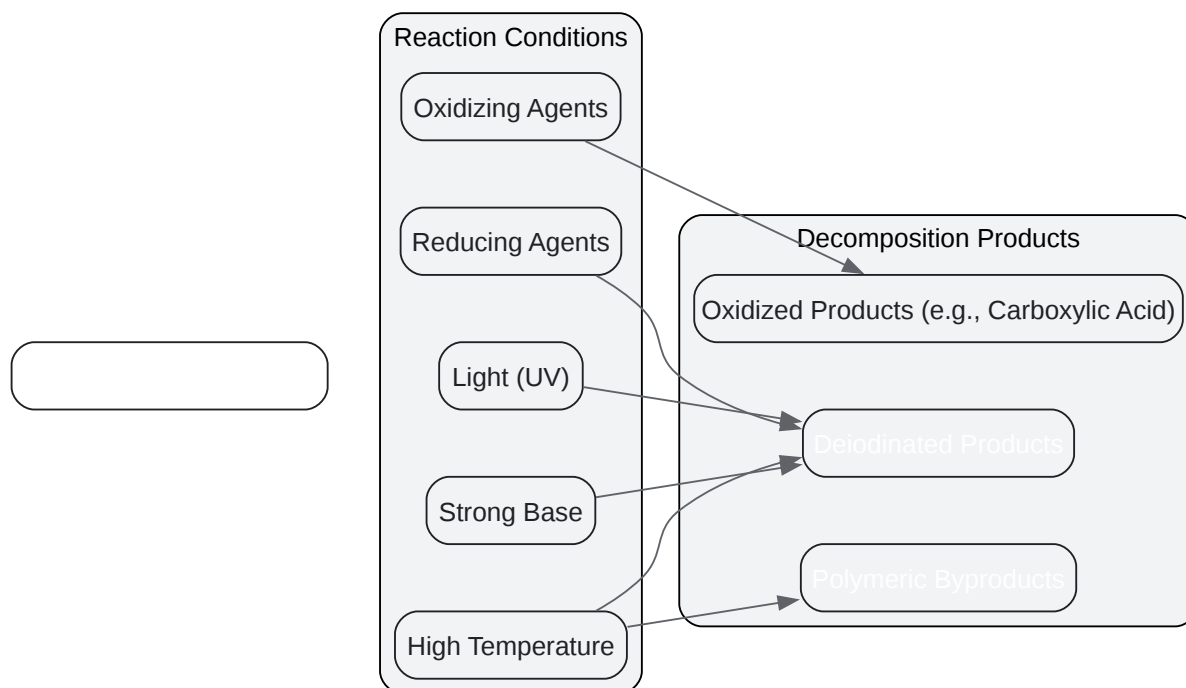 Reaction Conditions
Oxidizing Agents
Reducing Agents
Light (UV)
Strong Base
High Temperature
Decomposition Products
Oxidized Products (e.g., Carboxylic Acid)
Deiodinated Products
Polymeric Byproducts